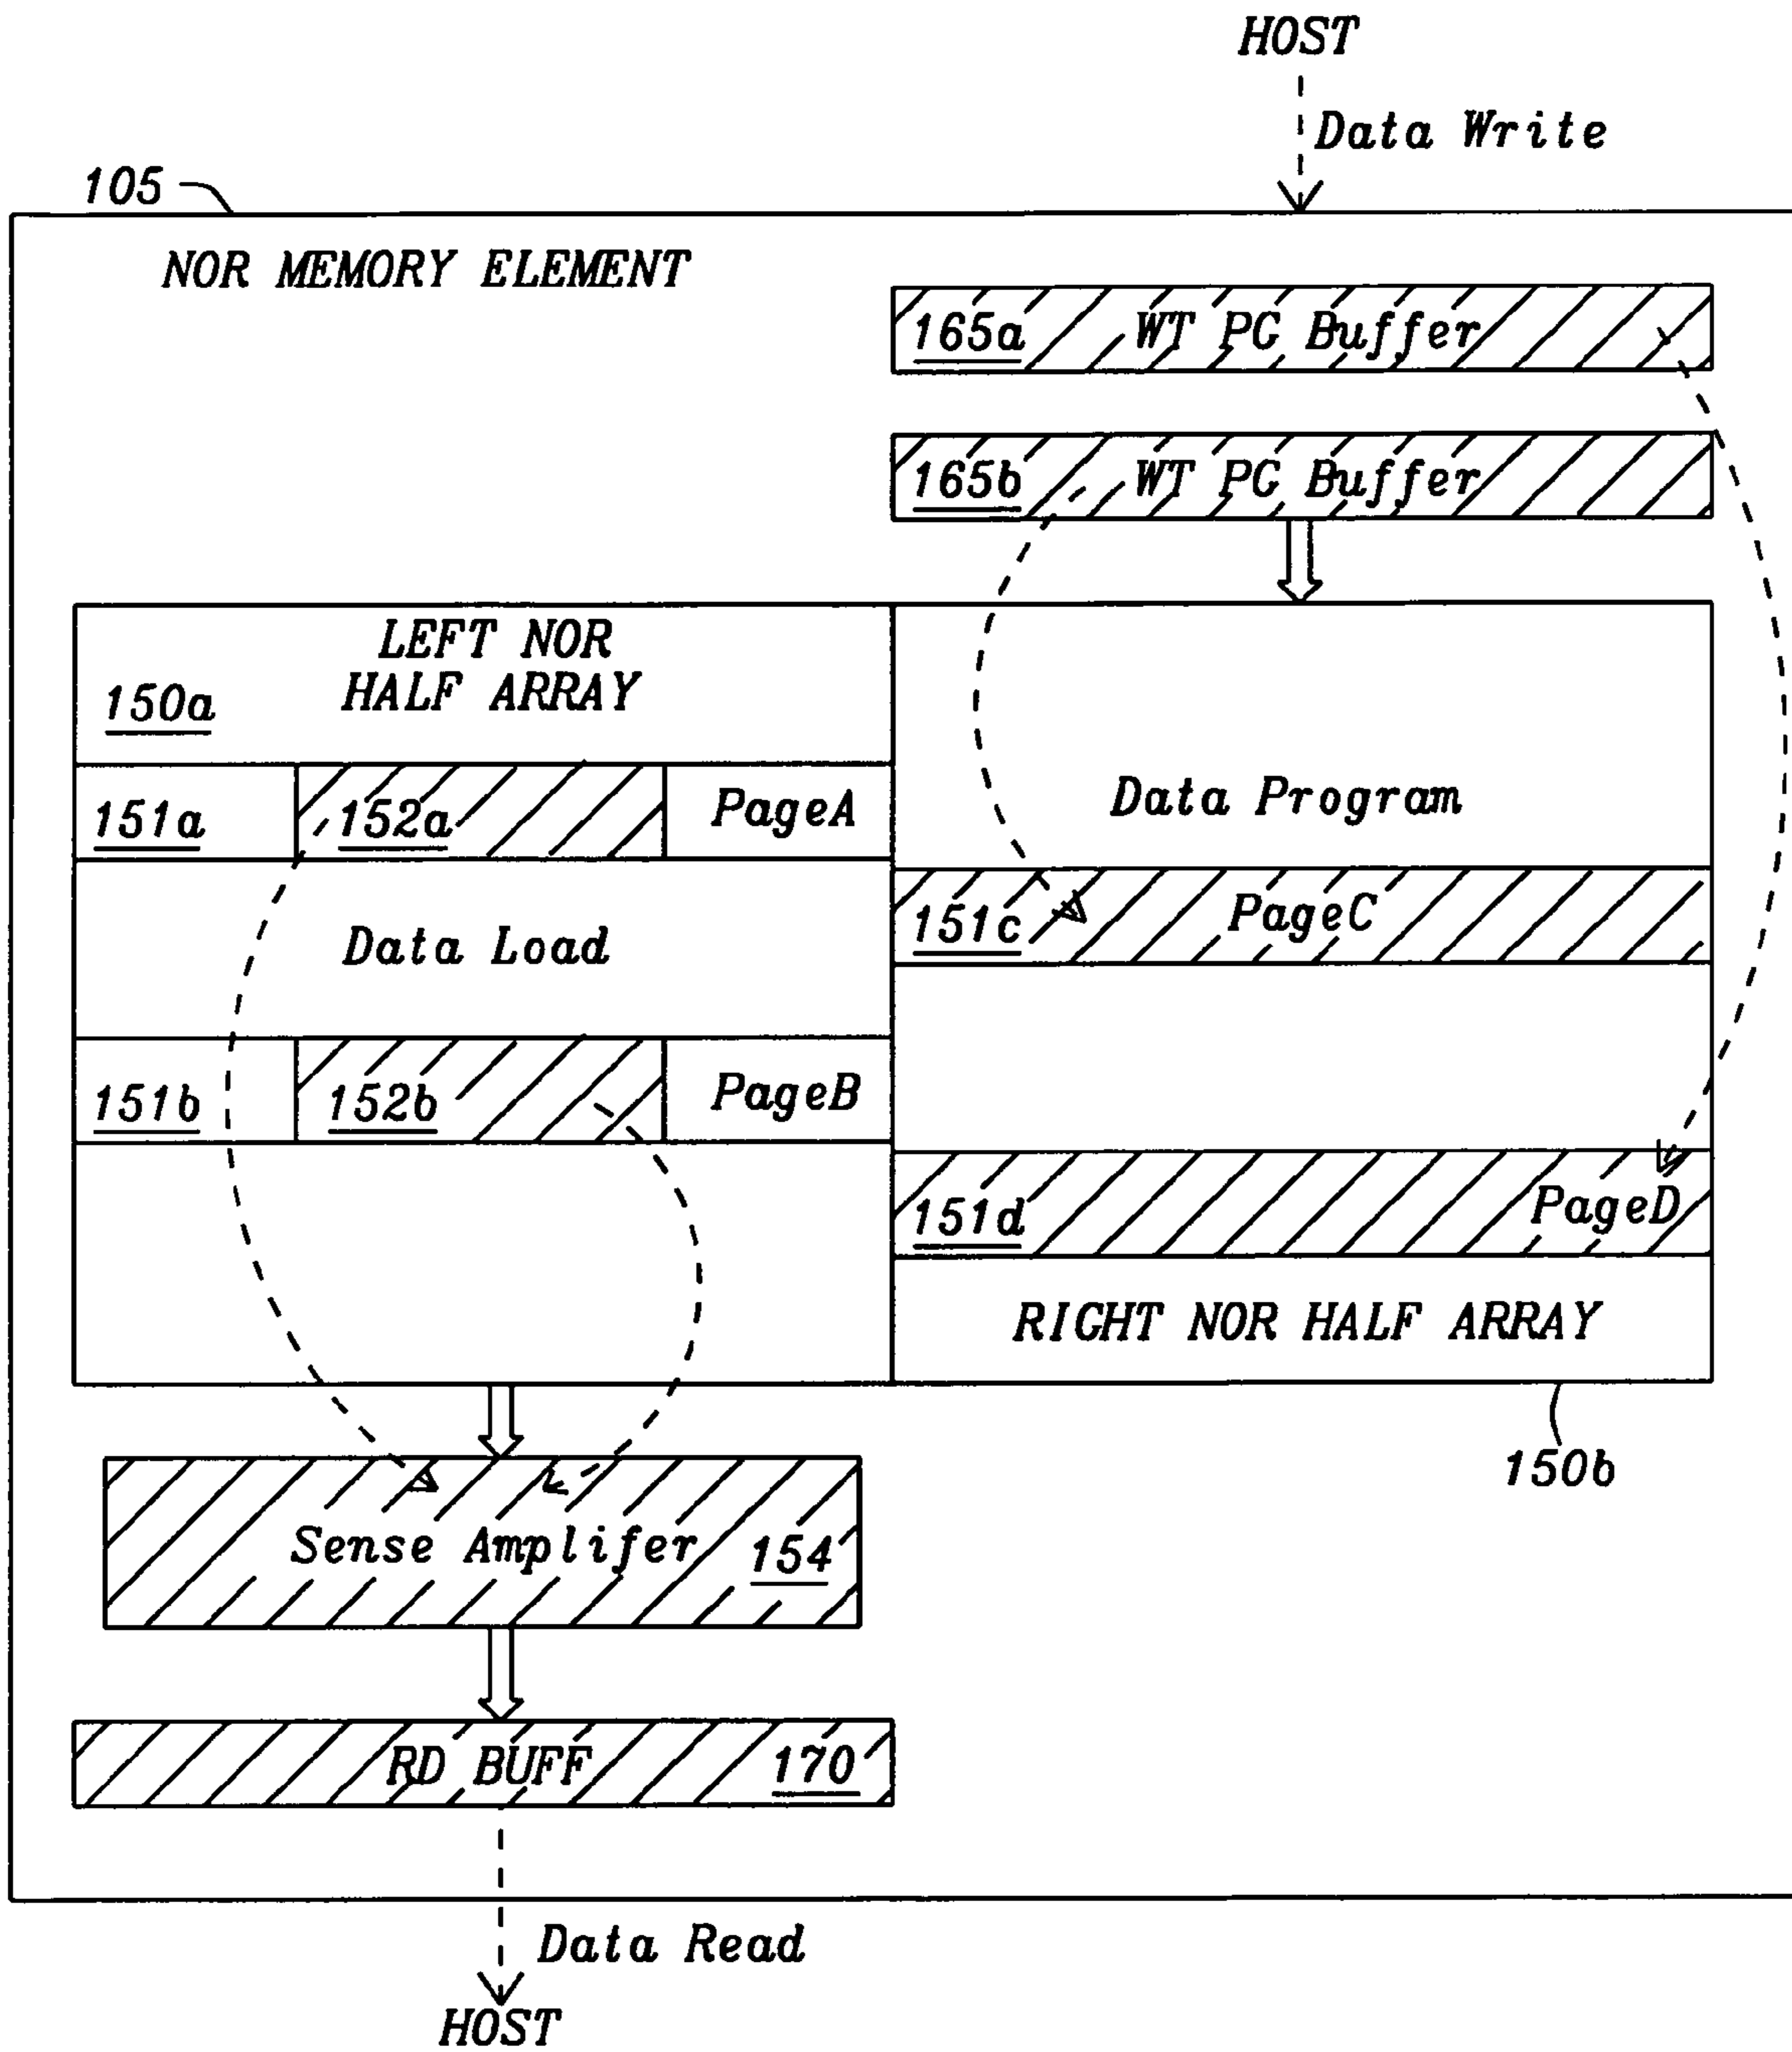 HOST
Data Write
105
NOR MEMORY ELEMENT
165a WT PG Buffer
165b WT PG Buffer
LEFT NOR
HALF ARRAY
150a
151a 152a PageA
Data Program
151c PageC
Data Load
151b 152b PageB
151d PageD
RIGHT NOR HALF ARRAY
150b
Sense Amplifer 154
RD BUFF 170
Data Read
HOST